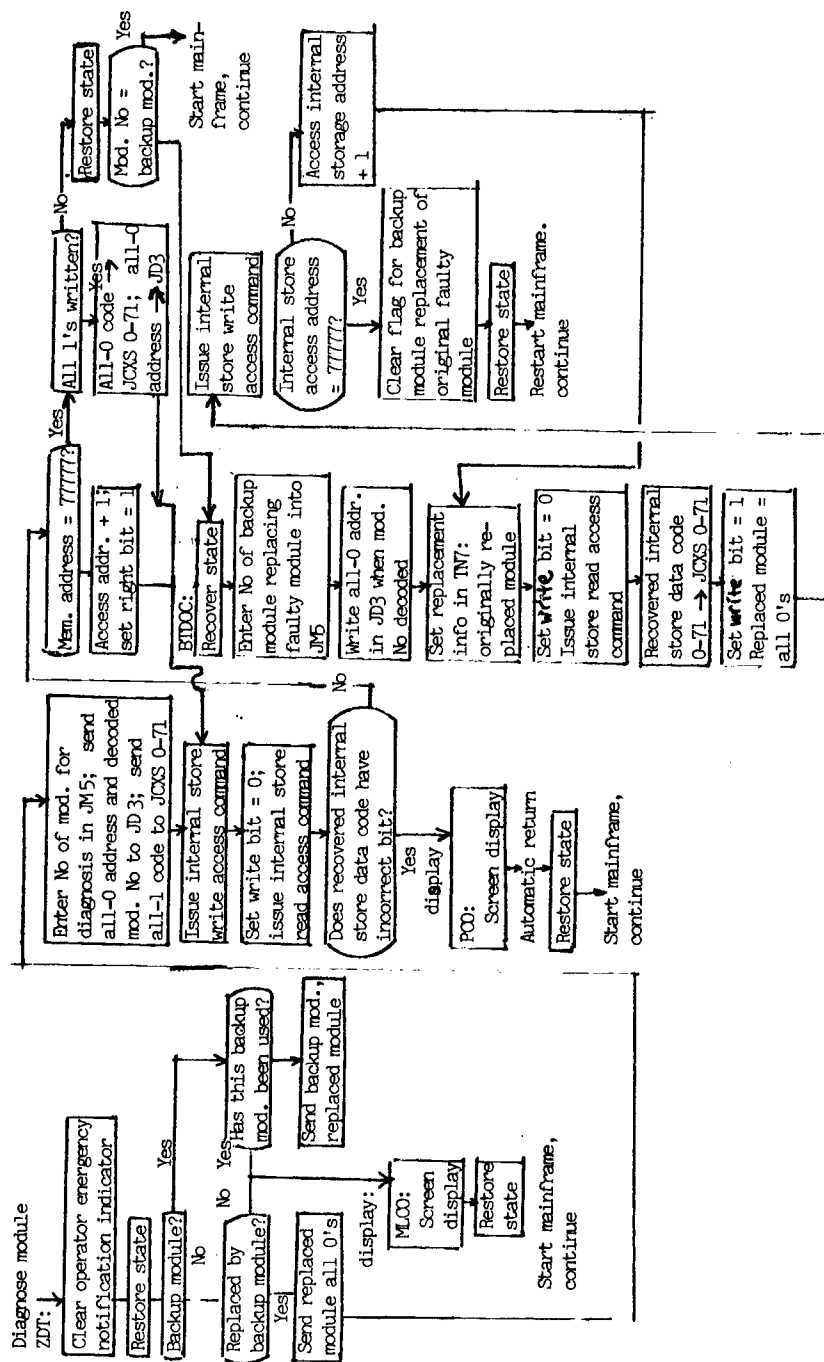 Diagnose module
ZDT:
Clear operator emergency
notification indicator
Restore state
Backup module?
Yes
No
Has this backup
mod. been used?
Yes
No
Send backup mod.,
replaced module
Replaced by
backup module?
Yes
Send replaced
module all 0's
display:
MLCO:
Screen
display
Restore
state
Start mainframe,
continue
Enter No of mod. for
diagnosis in JM5; send
all-0 address and decoded
mod. No to JD3; send
all-1 code to JCXS 0-71
Issue internal store
write access command
Set write bit = 0;
issue internal store
read access command
Does recovered internal
store data code have
incorrect bit?
No
Yes
display
PCO:
Screen display
Automatic return
Restore state
Start mainframe,
continue
Mem. address = 77777?
Yes
Access addr. + 1;
set right bit = 1
All 1's written?
No
Yes
All-0 code →
JCXS 0-71; all-0
address → JD3
Restore state
Mod. No =
backup mod.?
Yes
Start main-
frame,
continue
BTDOC:
Recover state
Enter No of backup
module replacing
faulty module into
JM5
Write all-0 addr.
in JD3 when mod.
No decoded
Set replacement
info in TN7:
originally re-
placed module
Set write bit = 0
Issue internal
store read access
command
Recovered internal
store data code
0-71 → JCXS 0-71
Set write bit = 1
Replaced module =
all 0's
Issue internal
store write
access command
Internal store
access address
= 77777?
No
Yes
Access internal
storage address
+ 1
Clear flag for backup
module replacement of
original faulty
module
Restore state
Restart mainframe.
continue